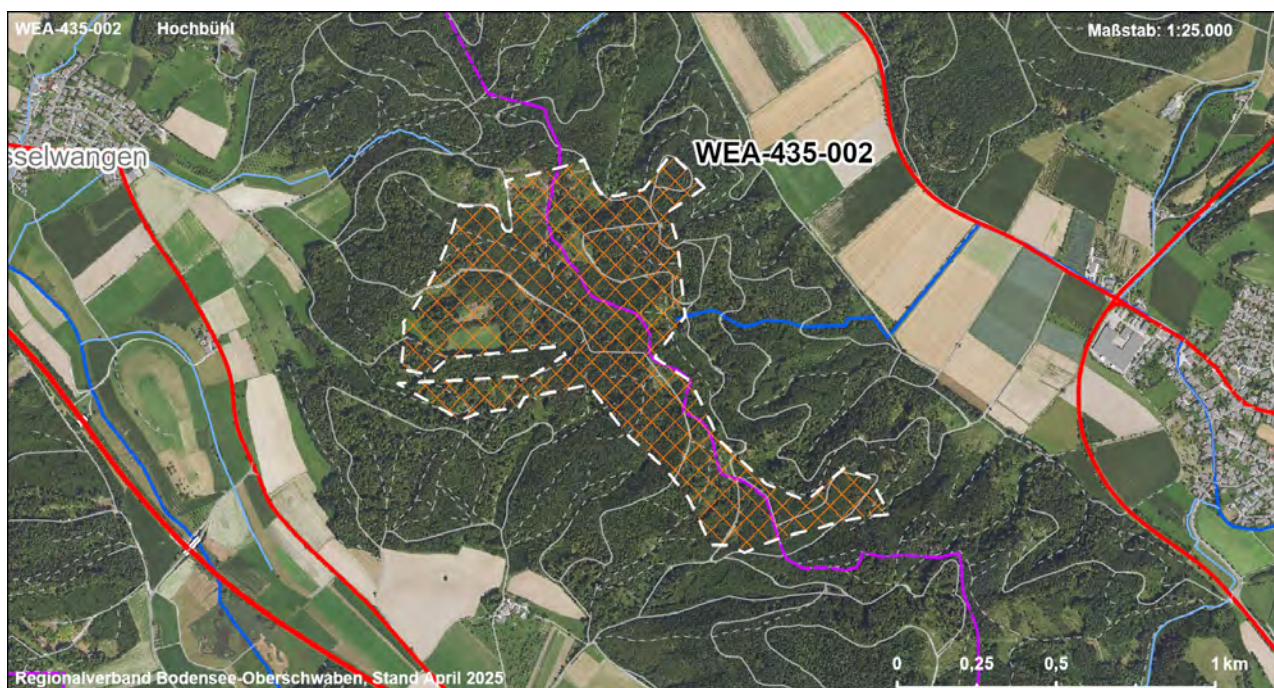 WEA-435-002 Hochbühl Maßstab: 1:25.000
sselwangen
WEA-435-002
0 0,25 0,5 1 km
Regionalverband Bodensee-Oberschwaben, Stand April 2025